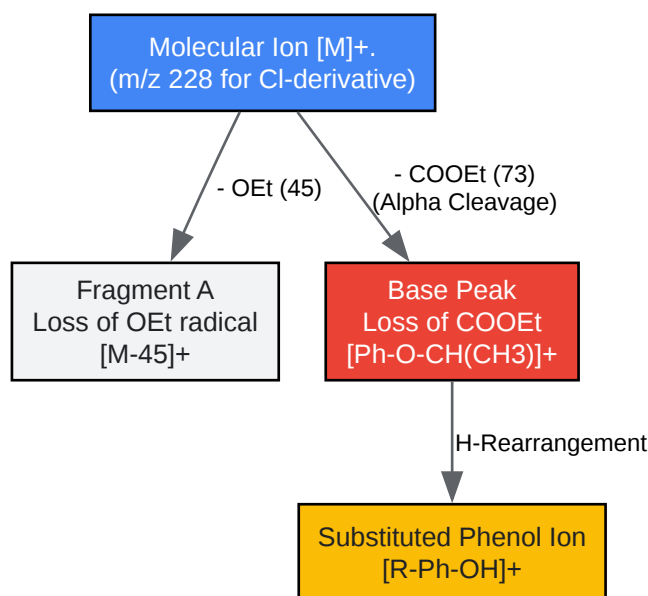 Molecular Ion [M]+.
(m/z 228 for Cl-derivative)
- OEt (45)
- COOEt (73)
(Alpha Cleavage)
Fragment A
Loss of OEt radical
[M-45]+
Base Peak
Loss of COOEt
[Ph-O-CH(CH3)]+
H-Rearrangement
Substituted Phenol Ion
[R-Ph-OH]+